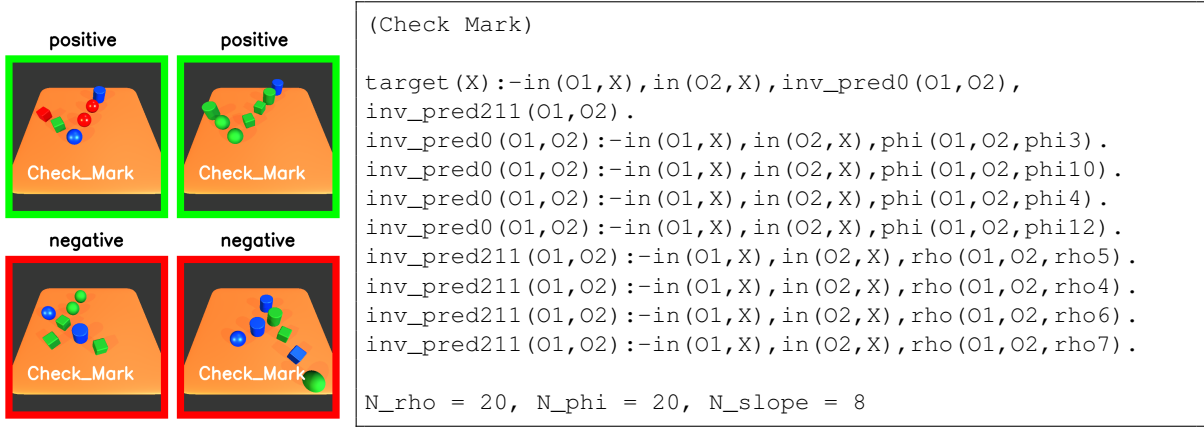 positive
positive
Check_Mark
Check_Mark
negative
negative
Check_Mark
Check_Mark
(Check Mark)
target(X):-in(O1,X),in(O2,X),inv_pred0(O1,O2),
inv_pred211(O1,O2).
inv_pred0(O1,O2):-in(O1,X),in(O2,X),phi(O1,O2,phi3).
inv_pred0(O1,O2):-in(O1,X),in(O2,X),phi(O1,O2,phi10).
inv_pred0(O1,O2):-in(O1,X),in(O2,X),phi(O1,O2,phi4).
inv_pred0(O1,O2):-in(O1,X),in(O2,X),phi(O1,O2,phi12).
inv_pred211(O1,O2):-in(O1,X),in(O2,X),rho(O1,O2,rho5).
inv_pred211(O1,O2):-in(O1,X),in(O2,X),rho(O1,O2,rho4).
inv_pred211(O1,O2):-in(O1,X),in(O2,X),rho(O1,O2,rho6).
inv_pred211(O1,O2):-in(O1,X),in(O2,X),rho(O1,O2,rho7).
N_rho = 20, N_phi = 20, N_slope = 8